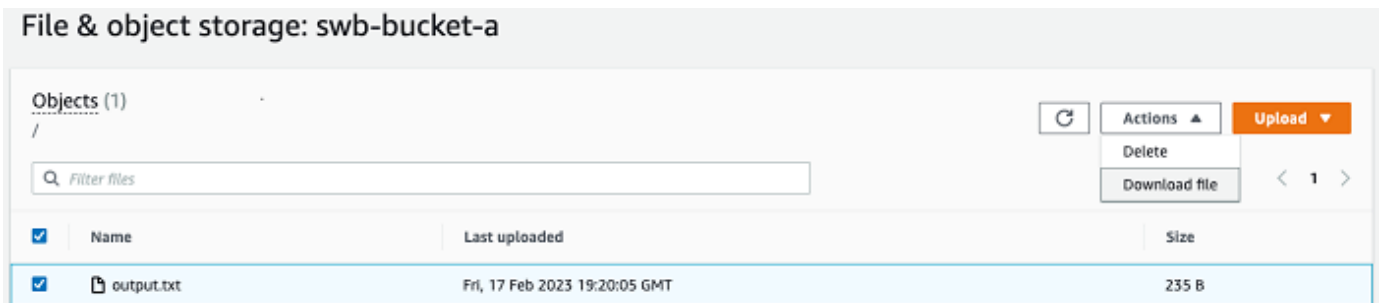 File & object storage: swb-bucket-a
Objects (1)
/
Actions ▲
Upload ▼
Delete
Download file
Filter files
< 1 >
Name Last uploaded Size
output.txt Fri, 17 Feb 2023 19:20:05 GMT 235 B